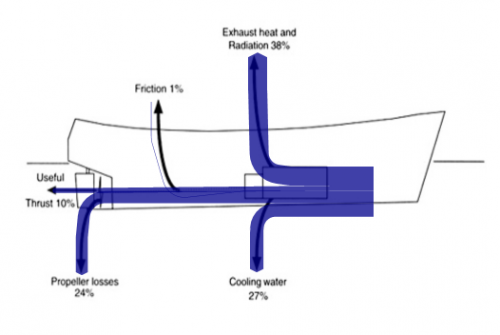 Exhaust heat and
Radiation 38%
Friction 1%
Useful
Thrust 10%
Propeller losses
24%
Cooling water
27%